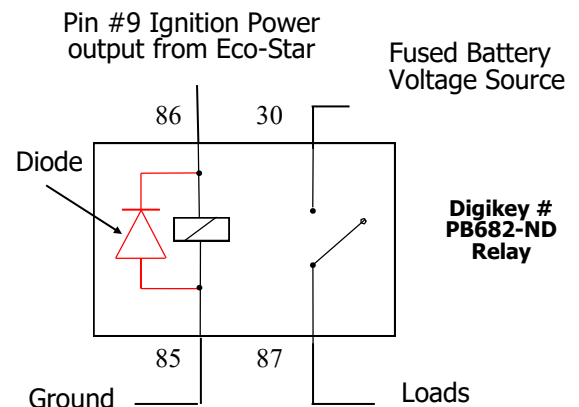 Pin #9 Ignition Power
output from Eco-Star
Fused Battery
Voltage Source
86
30
Diode
Digikey #
PB682-ND
Relay
85
87
Ground
Loads